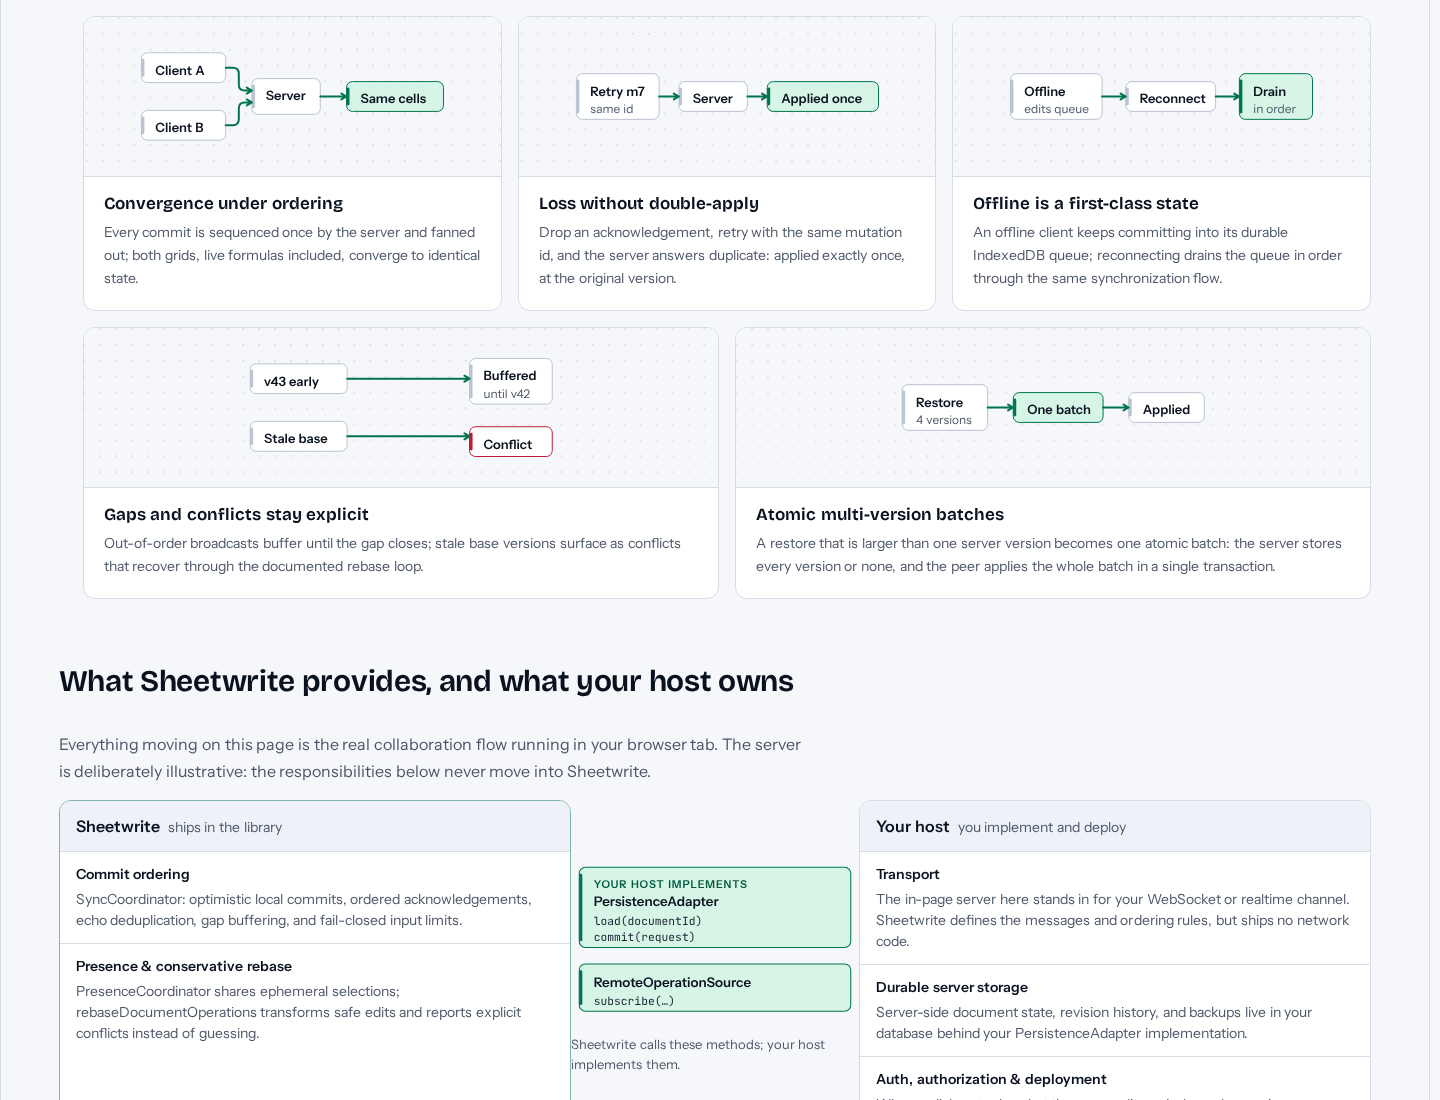 Client A
Client B
Server
Same cells
Convergence under ordering
Every commit is sequenced once by the server and fanned
out; both grids, live formulas included, converge to identical
state.
Retry m7
same id
Server
Applied once
Loss without double-apply
Drop an acknowledgement, retry with the same mutation
id, and the server answers duplicate: applied exactly once,
at the original version.
Offline
edits queue
Reconnect
Drain
in order
Offline is a first-class state
An offline client keeps committing into its durable
IndexedDB queue; reconnecting drains the queue in order
through the same synchronization flow.
v43 early
Buffered
until v42
Stale base
Conflict
Gaps and conflicts stay explicit
Out-of-order broadcasts buffer until the gap closes; stale base versions surface as conflicts
that recover through the documented rebase loop.
Restore
4 versions
One batch
Applied
Atomic multi-version batches
A restore that is larger than one server version becomes one atomic batch: the server stores
every version or none, and the peer applies the whole batch in a single transaction.
What Sheetwrite provides, and what your host owns
Everything moving on this page is the real collaboration flow running in your browser tab. The server
is deliberately illustrative: the responsibilities below never move into Sheetwrite.
Sheetwrite ships in the library
Commit ordering
SyncCoordinator: optimistic local commits, ordered acknowledgements,
echo deduplication, gap buffering, and fail-closed input limits.
Presence & conservative rebase
PresenceCoordinator shares ephemeral selections;
rebaseDocumentOperations transforms safe edits and reports explicit
conflicts instead of guessing.
YOUR HOST IMPLEMENTS
PersistenceAdapter
load(documentId)
commit(request)
RemoteOperationSource
subscribe(…)
Sheetwrite calls these methods; your host
implements them.
Your host you implement and deploy
Transport
The in-page server here stands in for your WebSocket or realtime channel.
Sheetwrite defines the messages and ordering rules, but ships no network
code.
Durable server storage
Server-side document state, revision history, and backups live in your
database behind your PersistenceAdapter implementation.
Auth, authorization & deployment